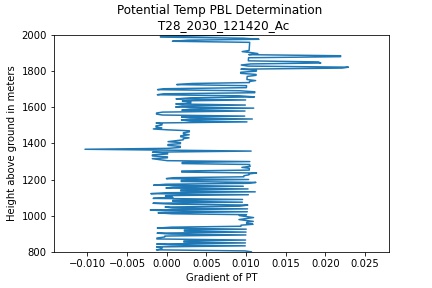 Potential Temp PBL Determination
T28_2030_121420_Ac
2000
1800
1600
1400
1200
1000
800
Height above ground in meters
−0.010 −0.005 0.000 0.005 0.010 0.015 0.020 0.025
Gradient of PT